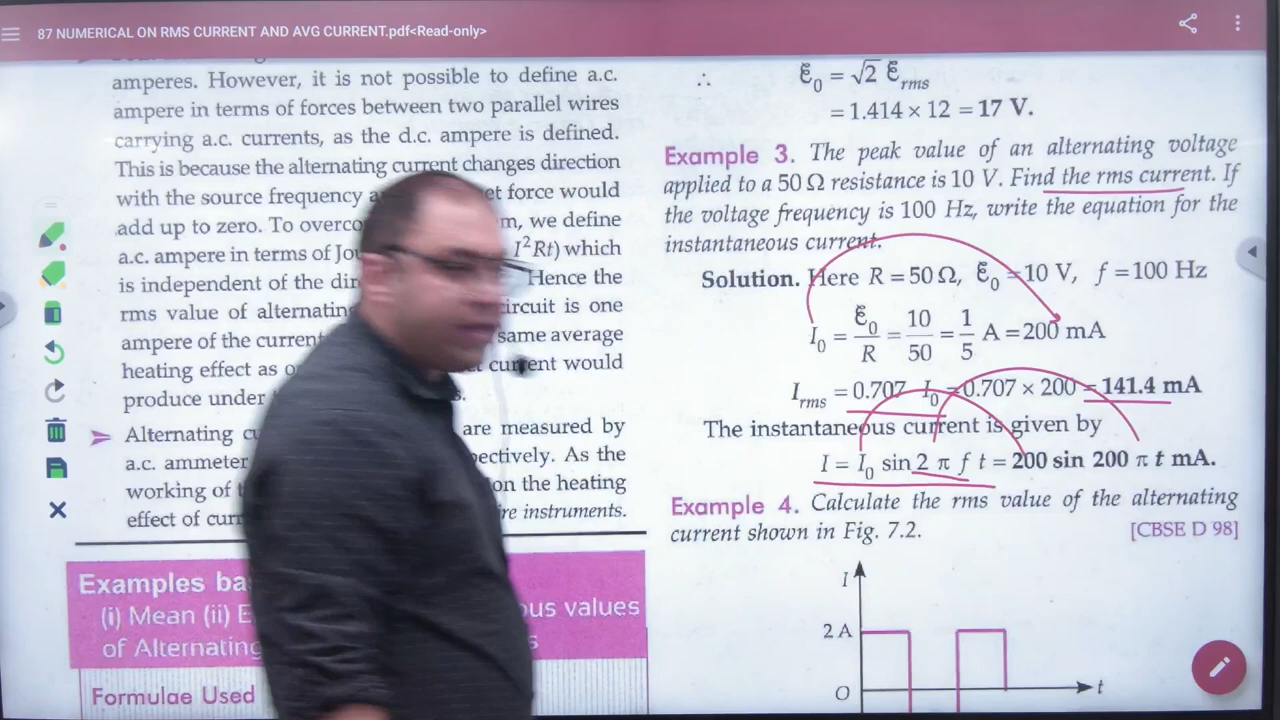 87 NUMERICAL ON RMS CURRENT AND AVG CURRENT.pdf<Read-only>
amperes. However, it is not possible to define a.c.
ampere in terms of forces between two parallel wires
carrying a.c. currents, as the d.c. ampere is defined.
This is because the alternating current changes direction
with the source frequency a et force would
add up to zero. To overco m, we define
a.c. ampere in terms of Jou I²Rt) which
is independent of the dir Hence the
rms value of alternating circuit is one
ampere of the current same average
heating effect as current would
produce under
➢ Alternating cu are measured by
a.c. ammeter pectively. As the
working of on the heating
effect of curr re instruments.
Examples ba
(i) Mean (ii) E ous values
of Alternating s
Formulae Used
∴ ℰ₀ = √2 ℰrms
= 1.414 × 12 = 17 V.
Example 3. The peak value of an alternating voltage
applied to a 50 Ω resistance is 10 V. Find the rms current. If
the voltage frequency is 100 Hz, write the equation for the
instantaneous current.
Solution. Here R = 50 Ω, ℰ₀ = 10 V, f = 100 Hz
I₀ = ℰ₀/R = 10/50 = 1/5 A = 200 mA
Irms = 0.707 I₀ = 0.707 × 200 = 141.4 mA
The instantaneous current is given by
I = I₀ sin 2 π f t = 200 sin 200 π t mA.
Example 4. Calculate the rms value of the alternating
current shown in Fig. 7.2. [CBSE D 98]
I
2 A
O t